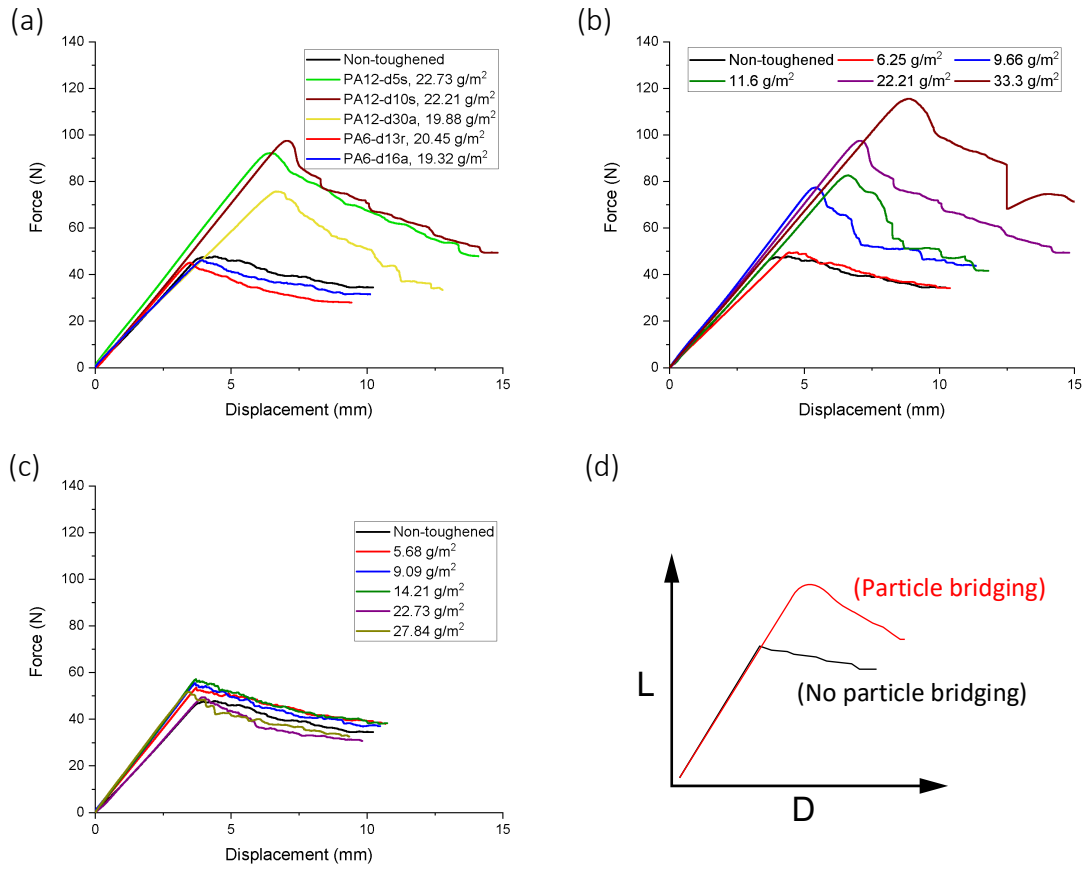 (a)
140
120
100
80
60
40
20
0
Force (N)
Non-toughened
PA12-d5s, 22.73 g/m²
PA12-d10s, 22.21 g/m²
PA12-d30a, 19.88 g/m²
PA6-d13r, 20.45 g/m²
PA6-d16a, 19.32 g/m²
0 5 10 15
Displacement (mm)
(b)
140
120
100
80
60
40
20
0
Force (N)
Non-toughened 6.25 g/m² 9.66 g/m²
11.6 g/m² 22.21 g/m² 33.3 g/m²
0 5 10 15
Displacement (mm)
(c)
140
120
100
80
60
40
20
0
Force (N)
Non-toughened
5.68 g/m²
9.09 g/m²
14.21 g/m²
22.73 g/m²
27.84 g/m²
0 5 10 15
Displacement (mm)
(d)
(Particle bridging)
L
(No particle bridging)
D